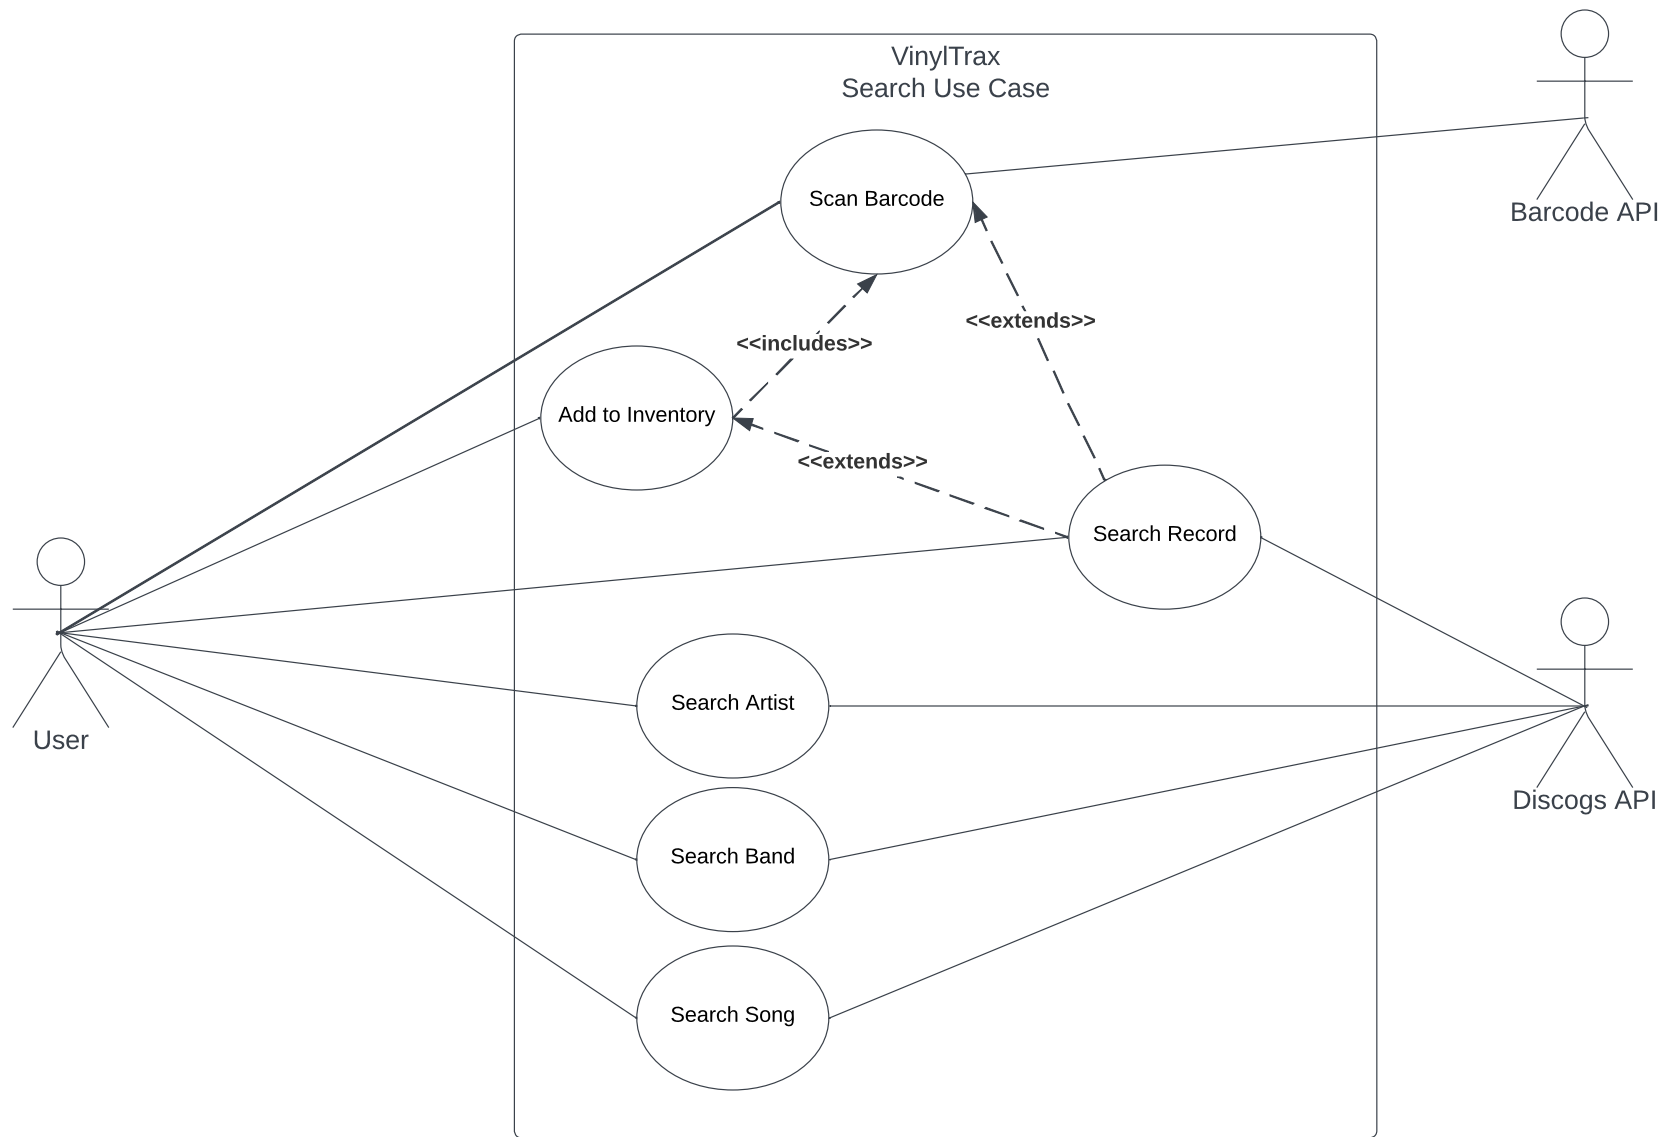 VinylTrax
Search Use Case
Scan Barcode
Barcode API
<<extends>>
<<includes>>
Add to Inventory
<<extends>>
Search Record
Search Artist
User
Discogs API
Search Band
Search Song